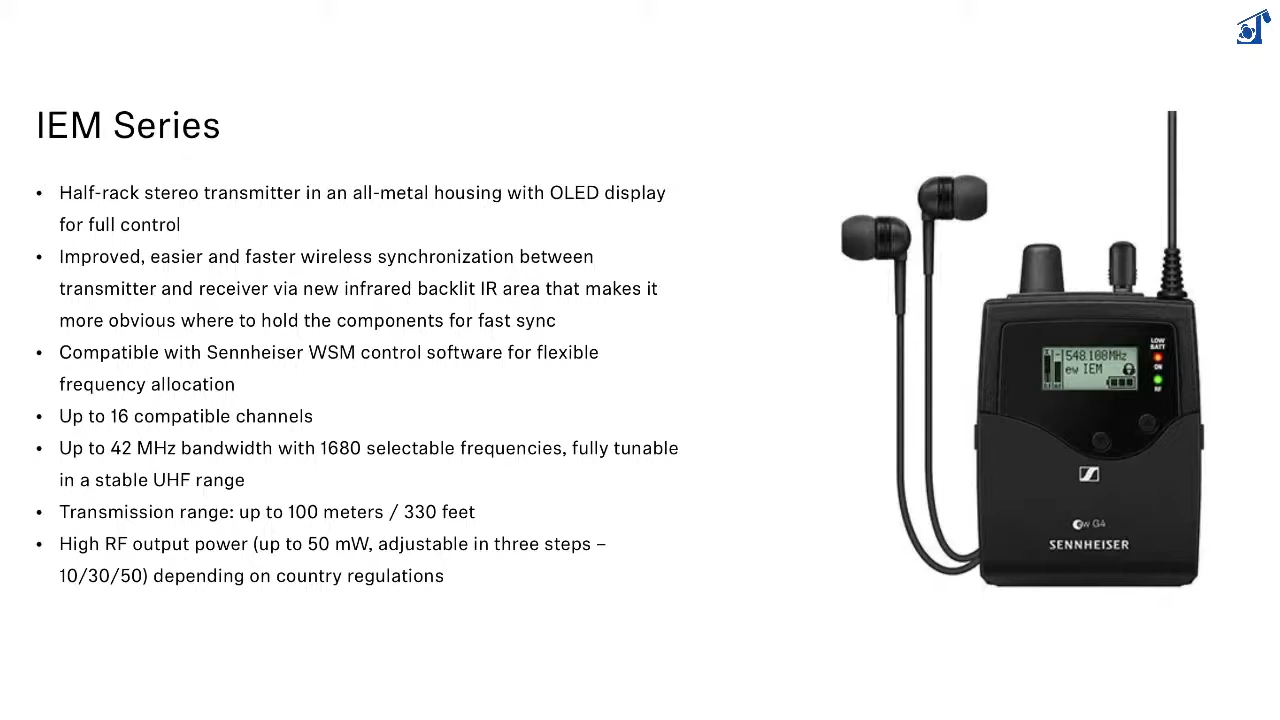 IEM Series
• Half-rack stereo transmitter in an all-metal housing with OLED display
for full control
• Improved, easier and faster wireless synchronization between
transmitter and receiver via new infrared backlit IR area that makes it
more obvious where to hold the components for fast sync
• Compatible with Sennheiser WSM control software for flexible
frequency allocation
• Up to 16 compatible channels
• Up to 42 MHz bandwidth with 1680 selectable frequencies, fully tunable
in a stable UHF range
• Transmission range: up to 100 meters / 330 feet
• High RF output power (up to 50 mW, adjustable in three steps –
10/30/50) depending on country regulations
LOW
BATT
548.100MHz
ew IEM
ON
RF
ew G4
SENNHEISER